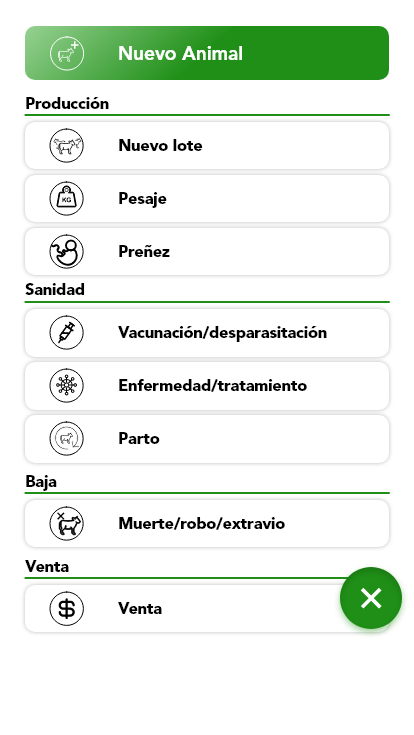 Nuevo Animal
Producción
Nuevo lote
KG
Pesaje
Preñez
Sanidad
Vacunación/desparasitación
Enfermedad/tratamiento
Parto
Baja
Muerte/robo/extravio
Venta
$ Venta